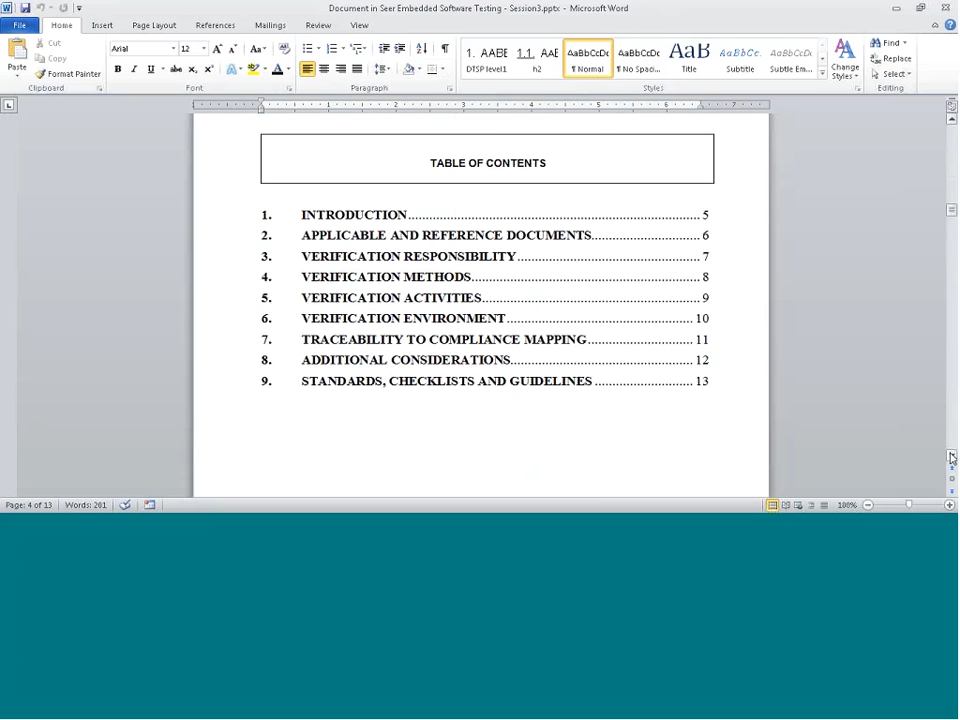 Document in Seer Embedded Software Testing - Session3.pptx - Microsoft Word
File Home Insert Page Layout References Mailings Review View
Paste
Cut
Copy
Format Painter
Clipboard
Arial 12
Font
Paragraph
1. AABE 1.1. AAE AaBbCcDc AaBbCcDc AaB AaBbCc. AaBbCcDi
DTSP level1 h2 ¶ Normal ¶ No Spaci... Title Subtitle Subtle Em...
Styles
Change
Styles
Find
Replace
Select
Editing
TABLE OF CONTENTS
1. INTRODUCTION 5
2. APPLICABLE AND REFERENCE DOCUMENTS 6
3. VERIFICATION RESPONSIBILITY 7
4. VERIFICATION METHODS 8
5. VERIFICATION ACTIVITIES 9
6. VERIFICATION ENVIRONMENT 10
7. TRACEABILITY TO COMPLIANCE MAPPING 11
8. ADDITIONAL CONSIDERATIONS 12
9. STANDARDS, CHECKLISTS AND GUIDELINES 13
Page: 4 of 13 Words: 201 100%